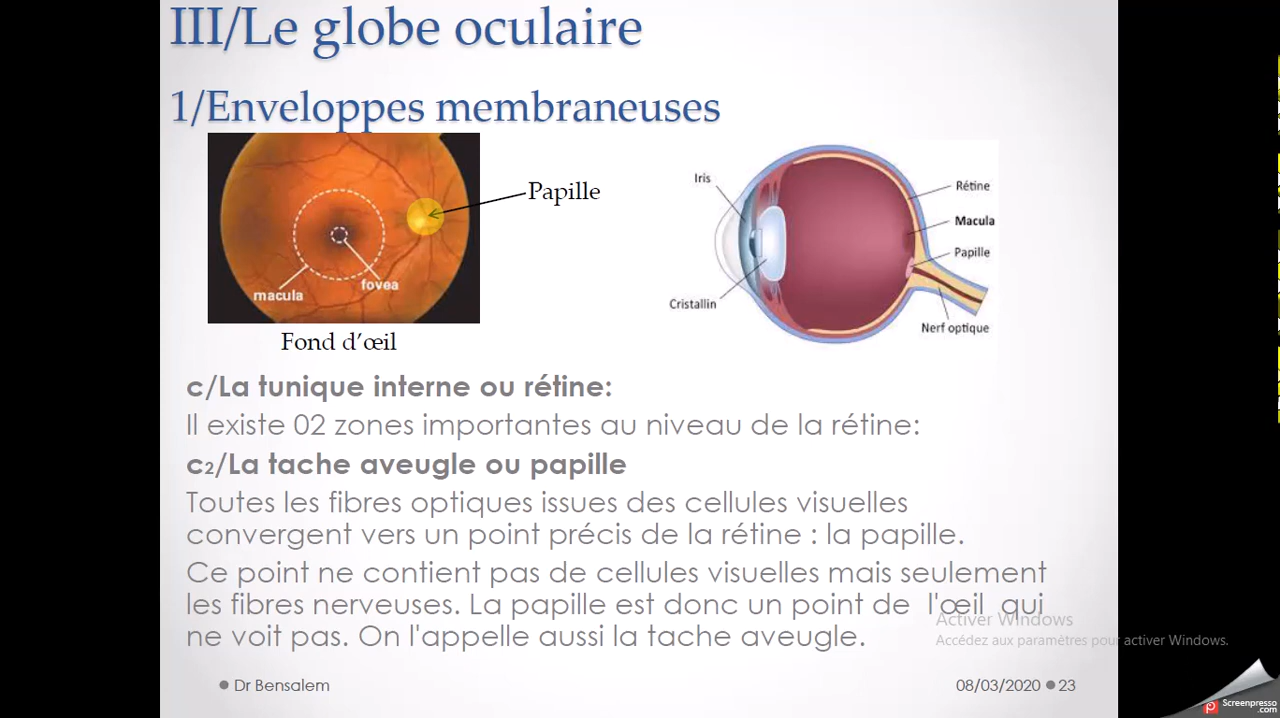 III/Le globe oculaire
1/Enveloppes membraneuses
Papille
macula
fovea
Fond d'œil
Iris
Rétine
Macula
Papille
Cristallin
Nerf optique
c/La tunique interne ou rétine:
Il existe 02 zones importantes au niveau de la rétine:
c2/La tache aveugle ou papille
Toutes les fibres optiques issues des cellules visuelles
convergent vers un point précis de la rétine : la papille.
Ce point ne contient pas de cellules visuelles mais seulement
les fibres nerveuses. La papille est donc un point de l'œil qui
ne voit pas. On l'appelle aussi la tache aveugle.
Activer Windows
Accédez aux paramètres pour activer Windows.
Dr Bensalem
08/03/2020
23
Screenpresso
.com